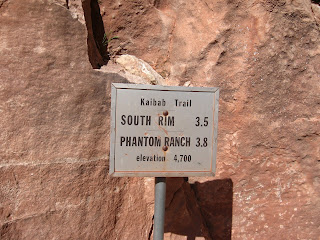 Kaibab Trail
SOUTH RIM 3.5
PHANTOM RANCH 3.8
elevation 4,700